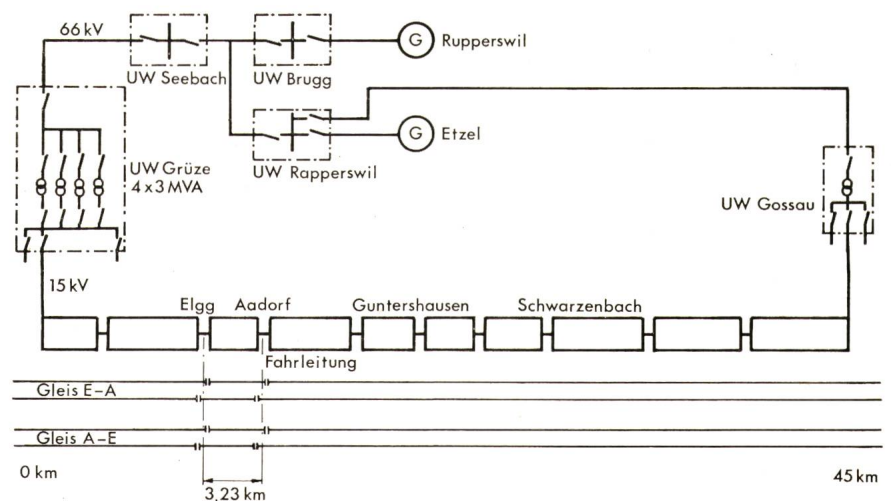 66 kV
UW Seebach
UW Brugg
G Rupperswil
UW Grüze
4 x 3 MVA
UW Rapperswil
G Etzel
UW Gossau
15 kV
Elgg
Aadorf
Guntershausen
Schwarzenbach
Fahrleitung
Gleis E–A
Gleis A–E
0 km
3,23 km
45 km